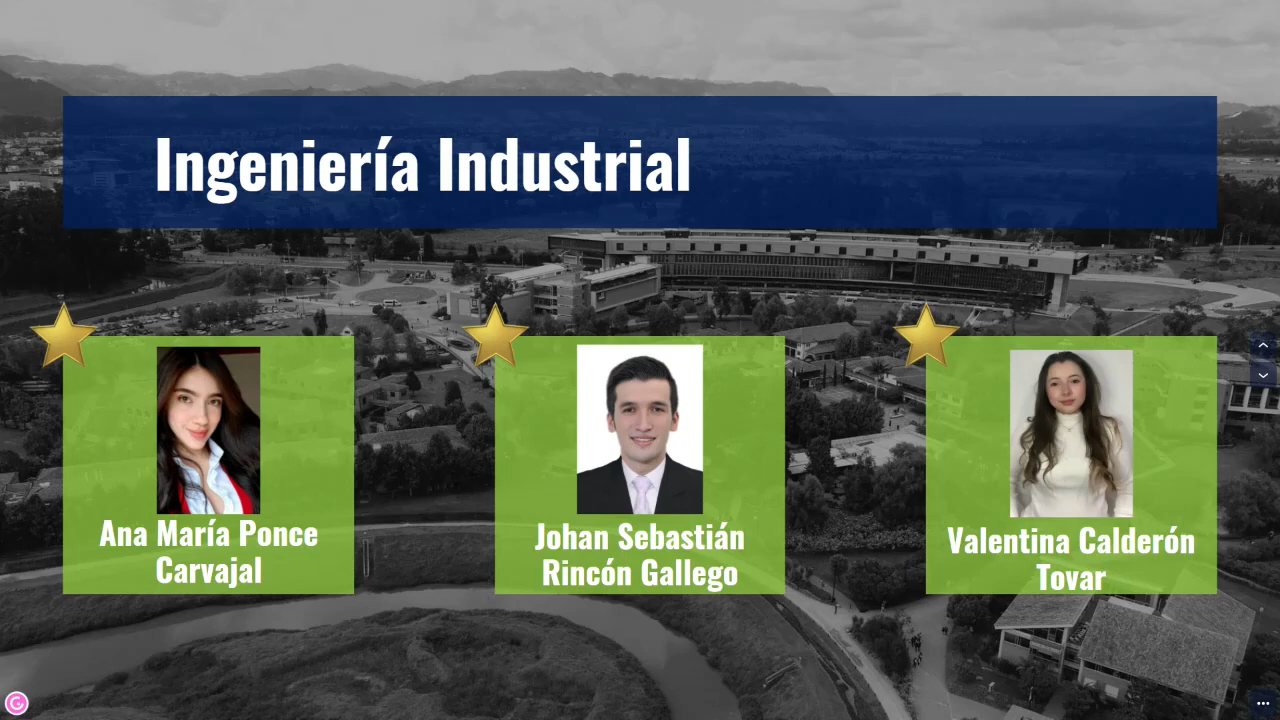 Ingeniería Industrial
Ana María Ponce
Carvajal
Johan Sebastián
Rincón Gallego
Valentina Calderón
Tovar